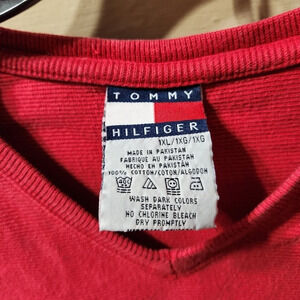 TOMMY
HILFIGER
1XL/1XG/1XG
MADE IN PAKISTAN
FABRIQUE AU PAKISTAN
HECHO EN PAKISTAN
100% COTTON/COTON/ALGODON
WASH DARK COLORS
SEPARATELY
NO CHLORINE BLEACH
DRY PROMPTLY